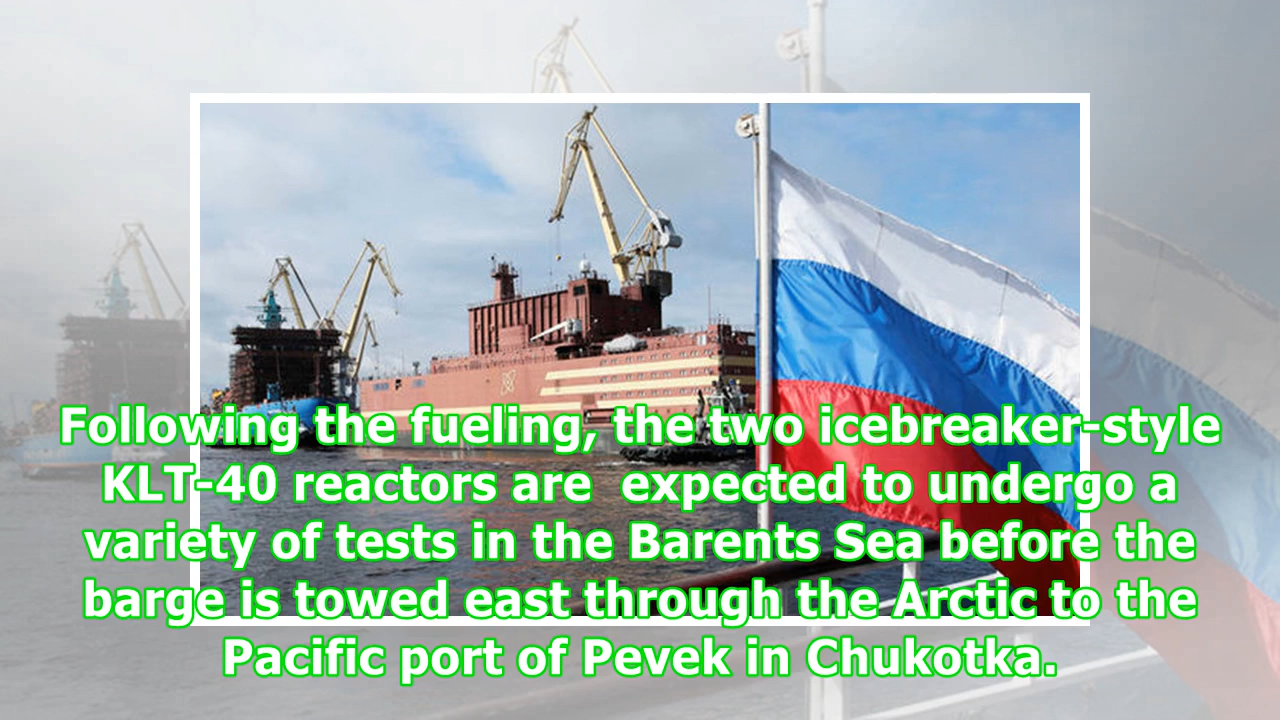 Following the fueling, the two icebreaker-style
KLT-40 reactors are  expected to undergo a
variety of tests in the Barents Sea before the
barge is towed east through the Arctic to the
Pacific port of Pevek in Chukotka.